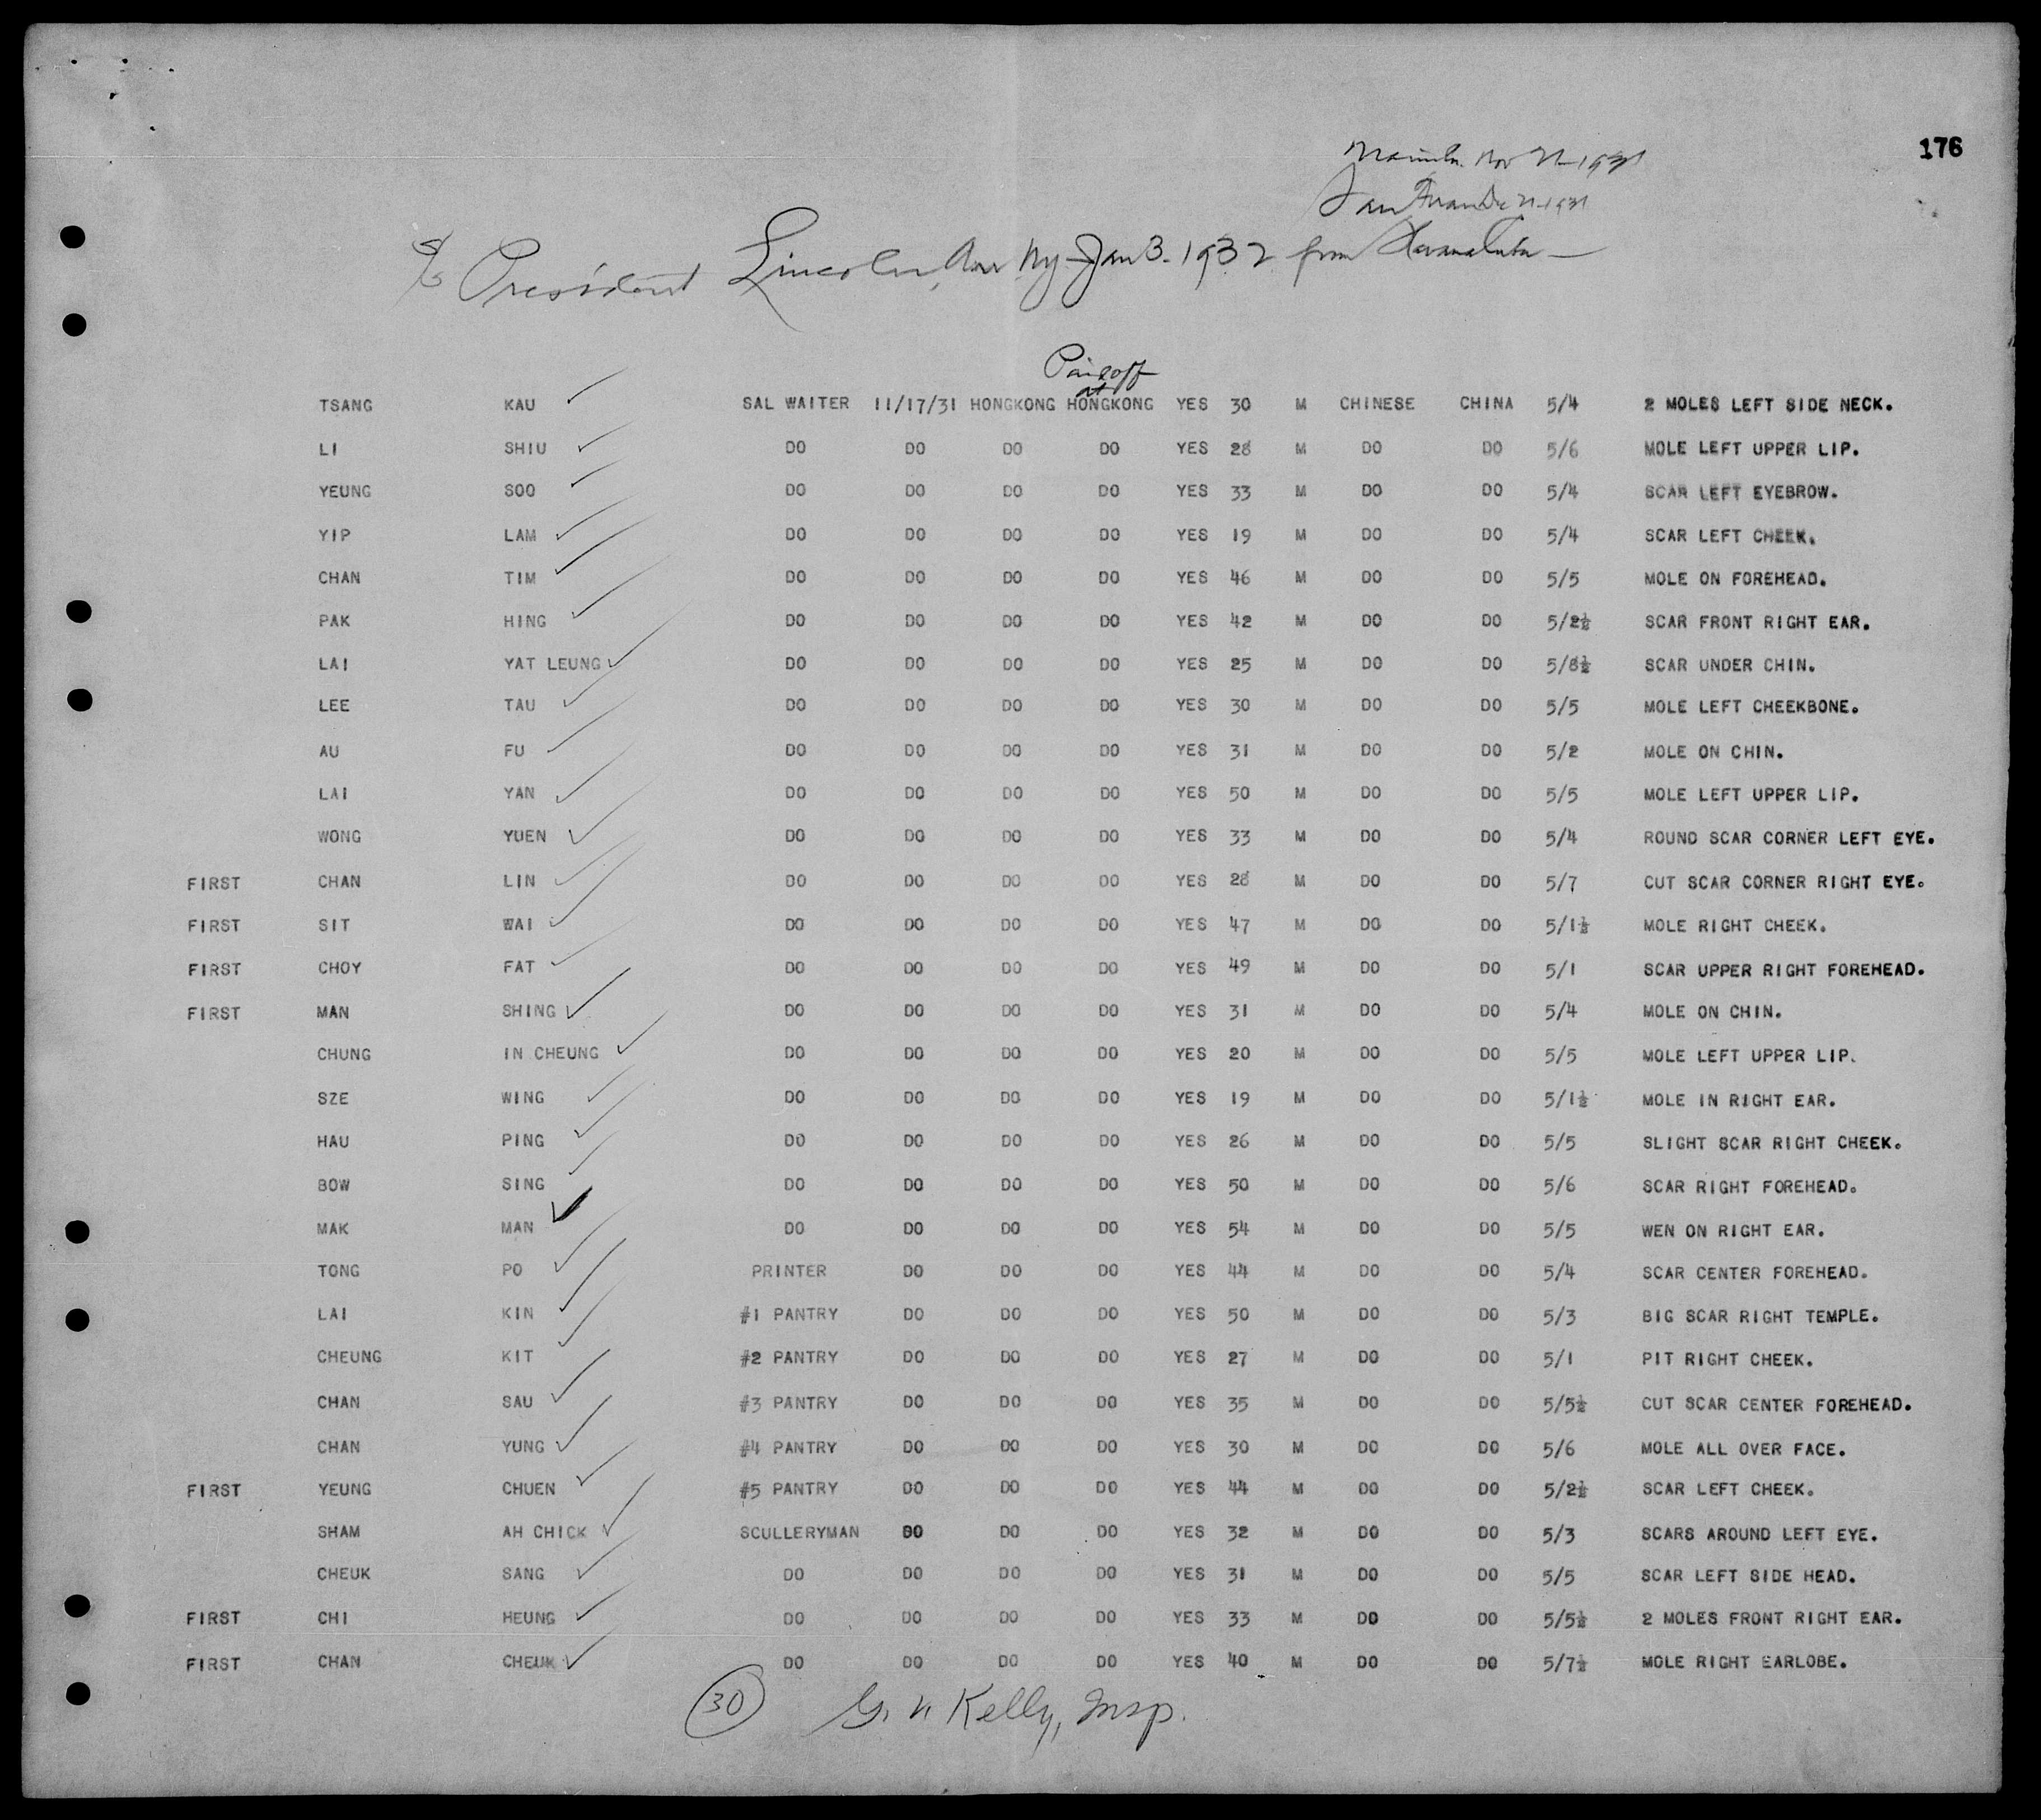 176
Manila. Nov 21-1931
San Fran Dec 21-1931
S/S President Lincoln, Arr Ny Jan 3. 1932 from
Paid off
at
TSANG KAU SAL WAITER 11/17/31 HONGKONG HONGKONG YES 30 M CHINESE CHINA 5/4 2 MOLES LEFT SIDE NECK.
LI SHIU DO DO DO DO YES 28 M DO DO 5/6 MOLE LEFT UPPER LIP.
YEUNG SOO DO DO DO DO YES 33 M DO DO 5/4 SCAR LEFT EYEBROW.
YIP LAM DO DO DO DO YES 19 M DO DO 5/4 SCAR LEFT CHEEK.
CHAN TIM DO DO DO DO YES 46 M DO DO 5/5 MOLE ON FOREHEAD.
PAK HING DO DO DO DO YES 42 M DO DO 5/2½ SCAR FRONT RIGHT EAR.
LAI YAT LEUNG DO DO DO DO YES 25 M DO DO 5/8½ SCAR UNDER CHIN.
LEE TAU DO DO DO DO YES 30 M DO DO 5/5 MOLE LEFT CHEEKBONE.
AU FU DO DO DO DO YES 31 M DO DO 5/2 MOLE ON CHIN.
LAI YAN DO DO DO DO YES 50 M DO DO 5/5 MOLE LEFT UPPER LIP.
WONG YUEN DO DO DO DO YES 33 M DO DO 5/4 ROUND SCAR CORNER LEFT EYE.
FIRST CHAN LIN DO DO DO DO YES 28 M DO DO 5/7 CUT SCAR CORNER RIGHT EYE.
FIRST SIT WAI DO DO DO DO YES 47 M DO DO 5/1½ MOLE RIGHT CHEEK.
FIRST CHOY FAT DO DO DO DO YES 49 M DO DO 5/1 SCAR UPPER RIGHT FOREHEAD.
FIRST MAN SHING DO DO DO DO YES 31 M DO DO 5/4 MOLE ON CHIN.
CHUNG IN CHEUNG DO DO DO DO YES 20 M DO DO 5/5 MOLE LEFT UPPER LIP.
SZE WING DO DO DO DO YES 19 M DO DO 5/1½ MOLE IN RIGHT EAR.
HAU PING DO DO DO DO YES 26 M DO DO 5/5 SLIGHT SCAR RIGHT CHEEK.
BOW SING DO DO DO DO YES 50 M DO DO 5/6 SCAR RIGHT FOREHEAD.
MAK MAN DO DO DO DO YES 54 M DO DO 5/5 WEN ON RIGHT EAR.
TONG PO PRINTER DO DO DO YES 44 M DO DO 5/4 SCAR CENTER FOREHEAD.
LAI KIN #1 PANTRY DO DO DO YES 50 M DO DO 5/3 BIG SCAR RIGHT TEMPLE.
CHEUNG KIT #2 PANTRY DO DO DO YES 27 M DO DO 5/1 PIT RIGHT CHEEK.
CHAN SAU #3 PANTRY DO DO DO YES 35 M DO DO 5/5½ CUT SCAR CENTER FOREHEAD.
CHAN YUNG #4 PANTRY DO DO DO YES 30 M DO DO 5/6 MOLE ALL OVER FACE.
FIRST YEUNG CHUEN #5 PANTRY DO DO DO YES 44 M DO DO 5/2½ SCAR LEFT CHEEK.
SHAM AH CHICK SCULLERYMAN DO DO DO YES 32 M DO DO 5/3 SCARS AROUND LEFT EYE.
CHEUK SANG DO DO DO DO YES 31 M DO DO 5/5 SCAR LEFT SIDE HEAD.
FIRST CHI HEUNG DO DO DO DO YES 33 M DO DO 5/5½ 2 MOLES FRONT RIGHT EAR.
FIRST CHAN CHEUK DO DO DO DO YES 40 M DO DO 5/7½ MOLE RIGHT EARLOBE.
30 G. N Kelly, Insp.